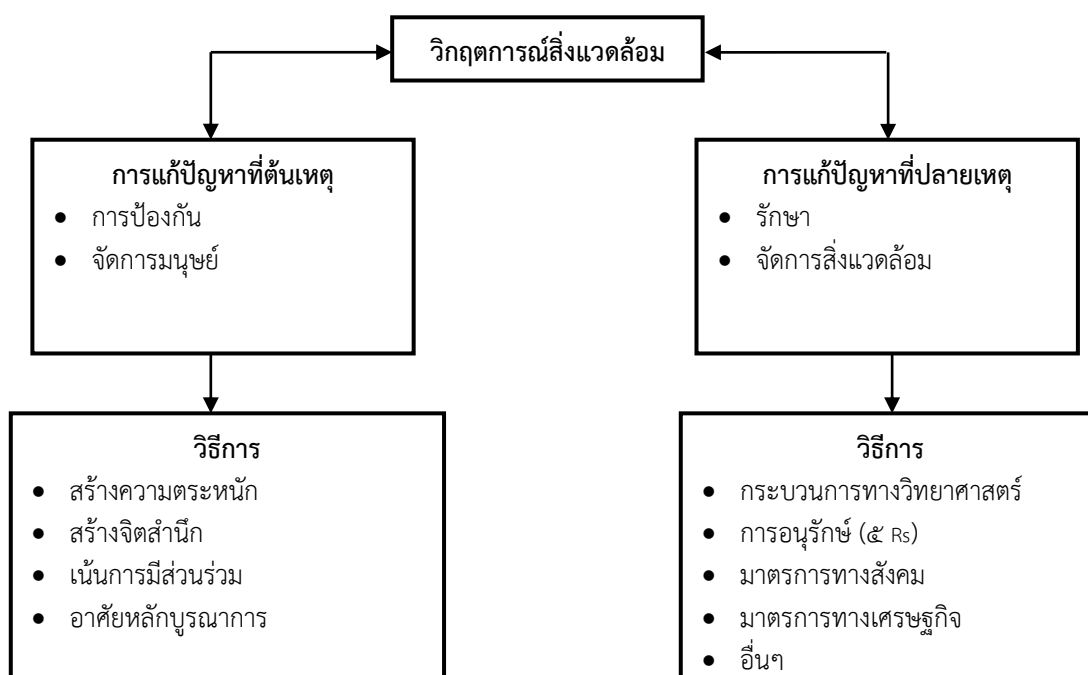 วิกฤตการณ์สิ่งแวดล้อม
การแก้ปัญหาที่ต้นเหตุ
• การป้องกัน
• จัดการมนุษย์
การแก้ปัญหาที่ปลายเหตุ
• รักษา
• จัดการสิ่งแวดล้อม
วิธีการ
• สร้างความตระหนัก
• สร้างจิตสำนึก
• เน้นการมีส่วนร่วม
• อาศัยหลักบูรณาการ
วิธีการ
• กระบวนการทางวิทยาศาสตร์
• การอนุรักษ์ (๕ Rs)
• มาตรการทางสังคม
• มาตรการทางเศรษฐกิจ
• อื่นๆ